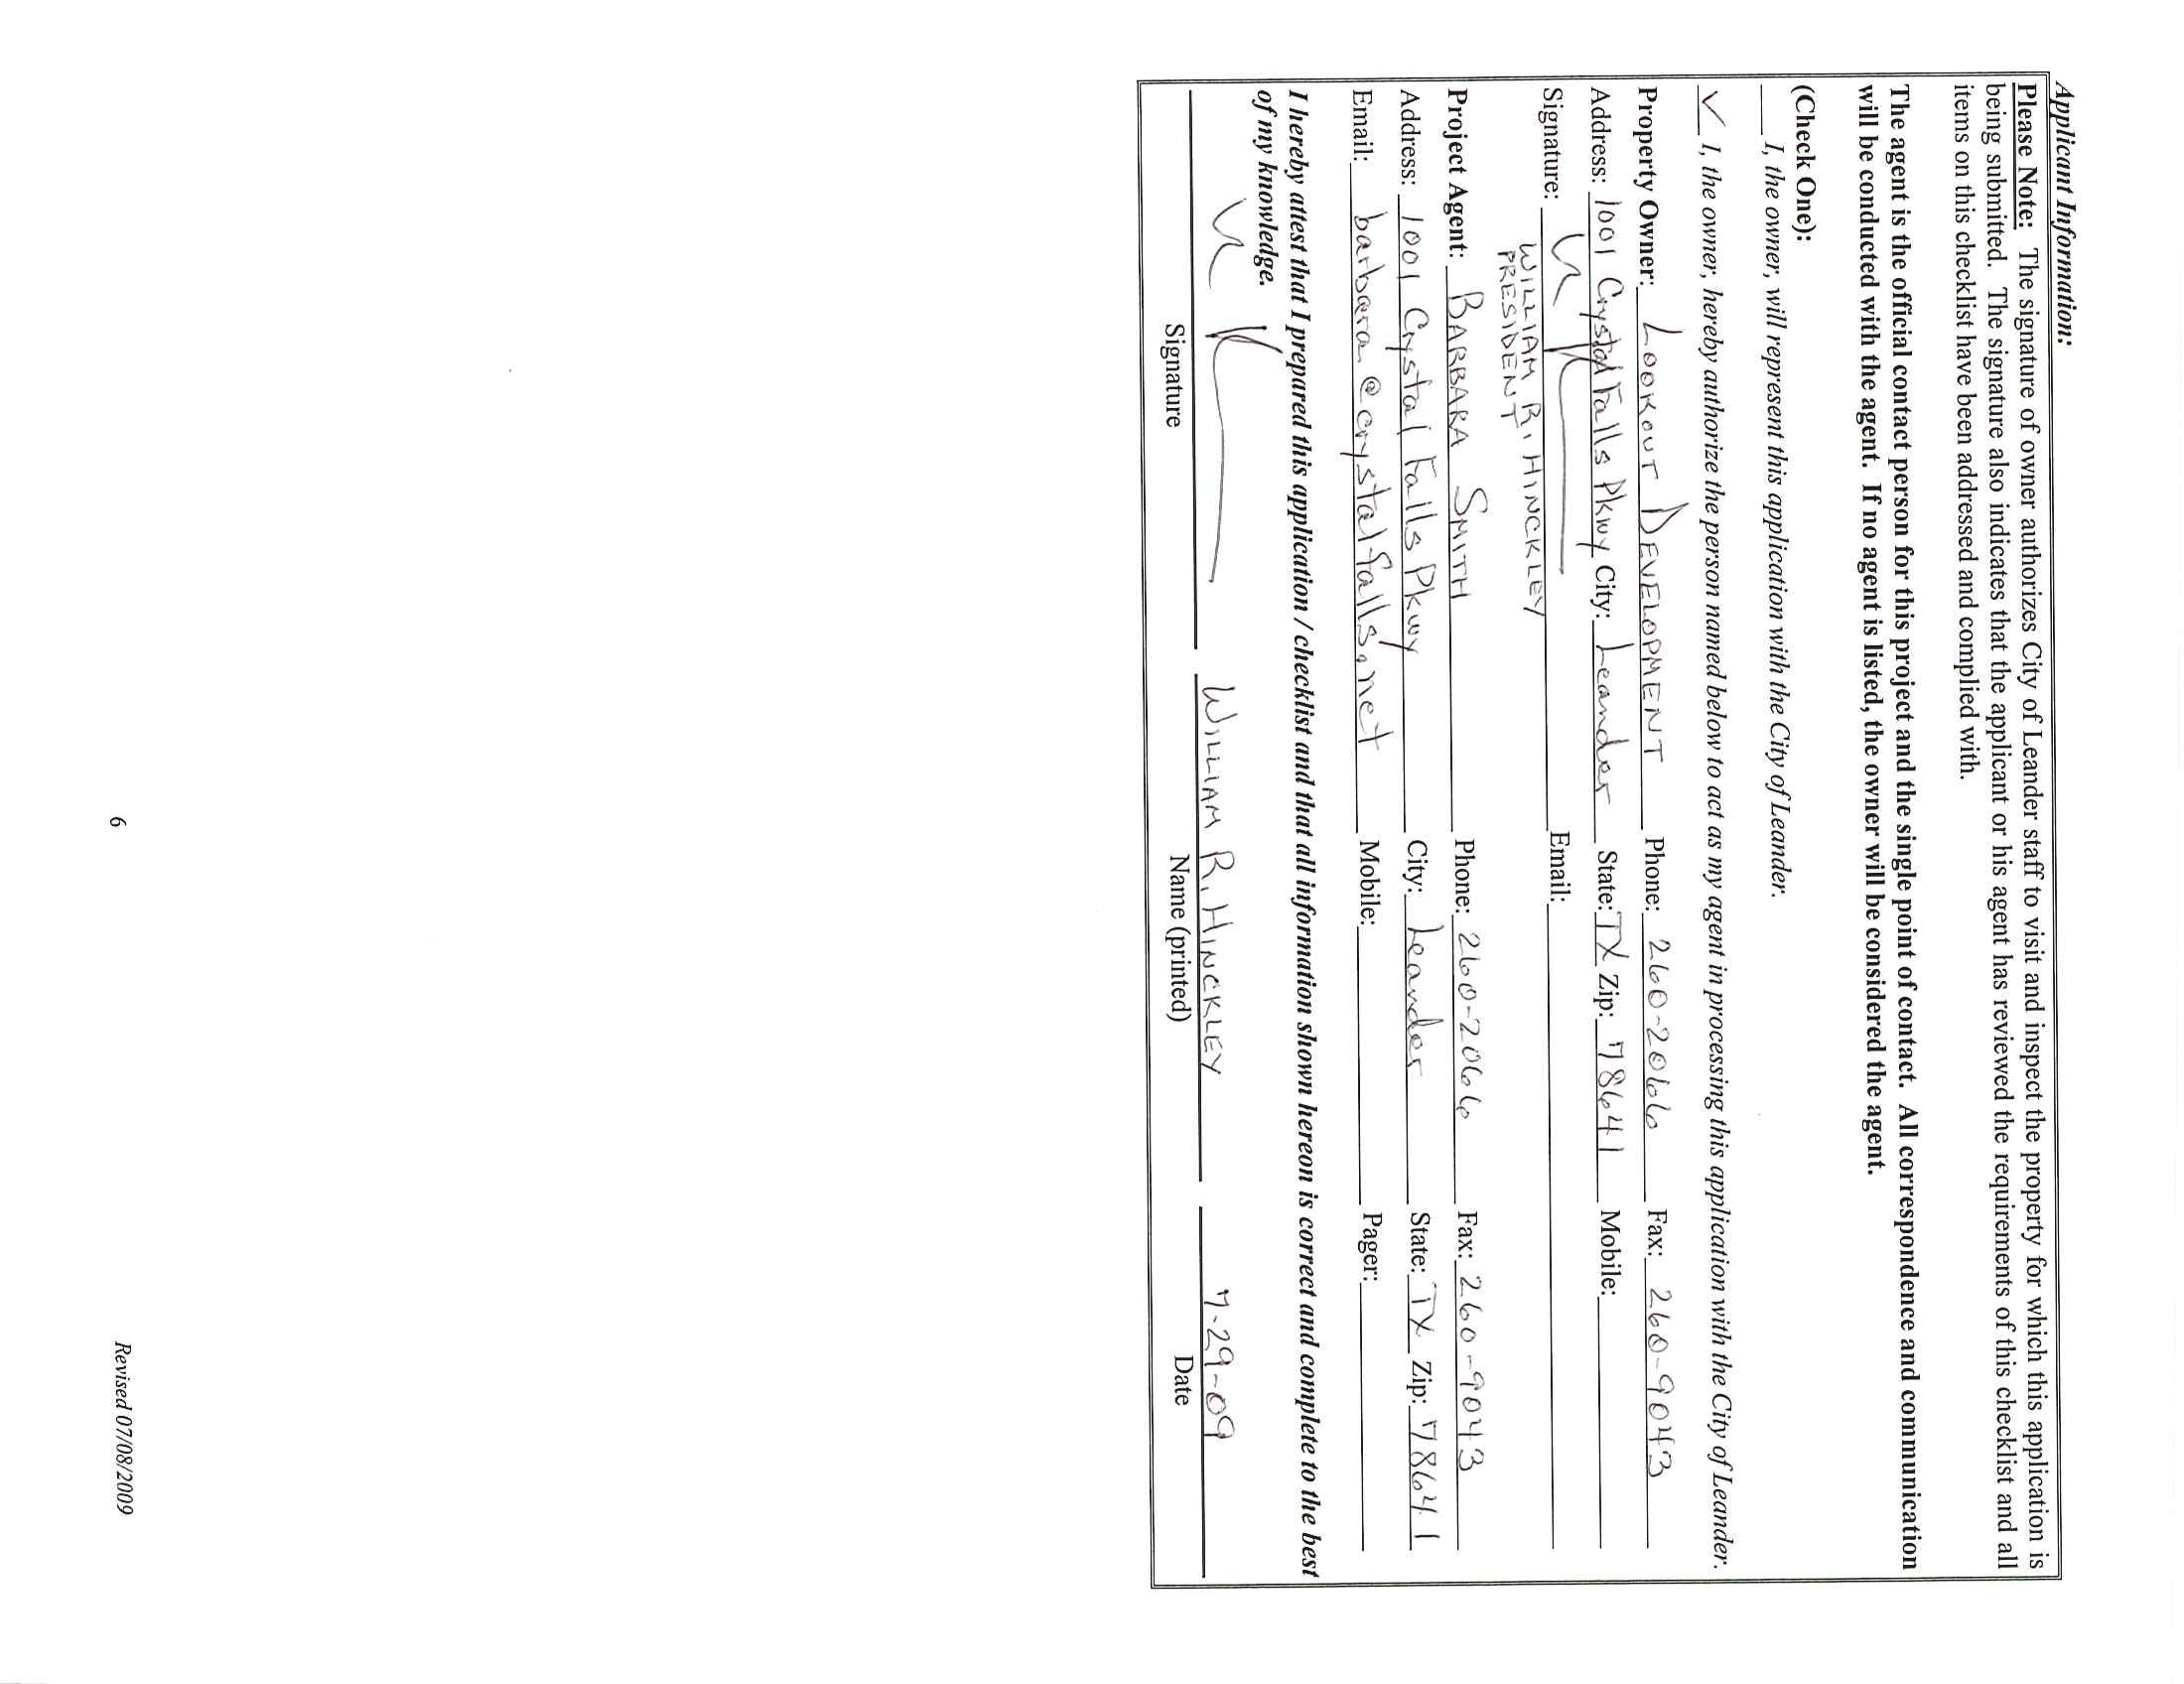 Applicant Information:
Please Note: The signature of owner authorizes City of Leander staff to visit and inspect the property for which this application is
being submitted. The signature also indicates that the applicant or his agent has reviewed the requirements of this checklist and all
items on this checklist have been addressed and complied with.
The agent is the official contact person for this project and the single point of contact. All correspondence and communication
will be conducted with the agent. If no agent is listed, the owner will be considered the agent.
(Check One):
___ I, the owner, will represent this application with the City of Leander.
✓ I, the owner, hereby authorize the person named below to act as my agent in processing this application with the City of Leander.
Property Owner: LOOKOUT DEVELOPMENT Phone: 260-2066 Fax: 260-9043
Address: 1001 Crystal Falls Pkwy City: Leander State: TX Zip: 78641 Mobile:
Signature: Email:
WILLIAM R. HINCKLEY
PRESIDENT
Project Agent: BARBARA SMITH Phone: 260-2066 Fax: 260-9043
Address: 1001 Crystal Falls Pkwy City: Leander State: TX Zip: 78641
Email: barbara@crystalfalls.net Mobile: Pager:
I hereby attest that I prepared this application / checklist and that all information shown hereon is correct and complete to the best
of my knowledge.
WILLIAM R. HINCKLEY 7-29-09
Signature Name (printed) Date
6
Revised 07/08/2009